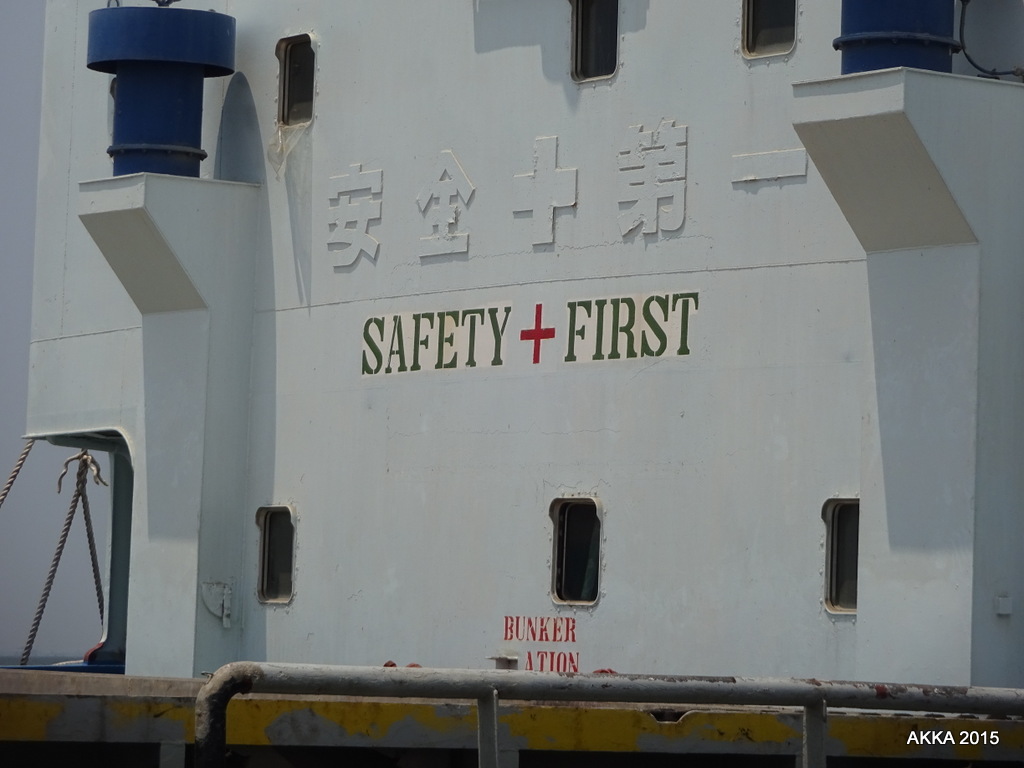 安全十第一
SAFETY + FIRST
BUNKER
ATION
AKKA 2015